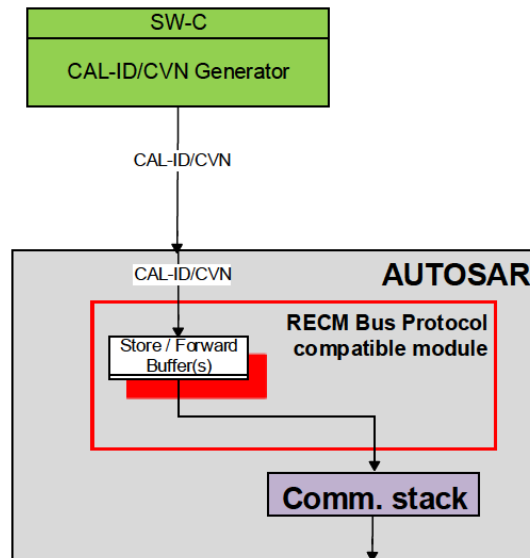 SW-C
CAL-ID/CVN Generator
CAL-ID/CVN
CAL-ID/CVN
AUTOSAR
RECM Bus Protocol
compatible module
Store / Forward
Buffer(s)
Comm. stack